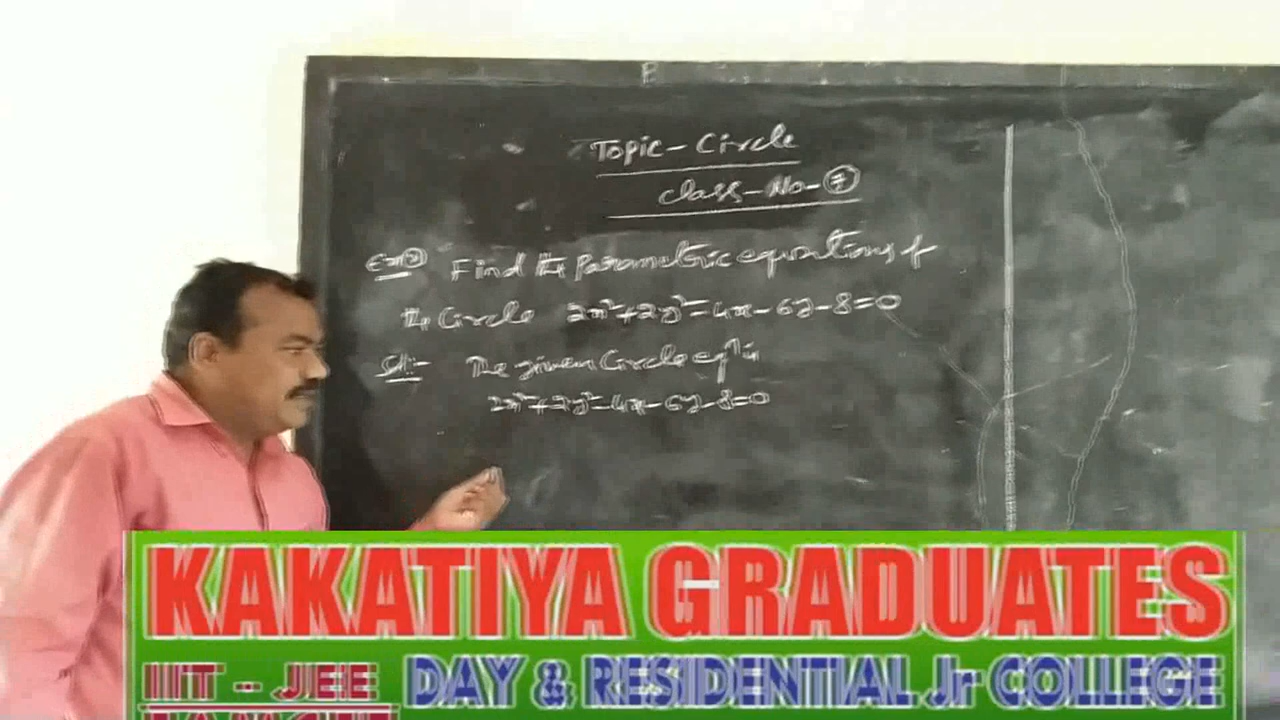 Topic - Circle
Class - No - 7
Find the Parametric equations of
the Circle 2x²+2y²-4x-6y-8=0
Sol:- The given Circle eqn is
2x²+2y²-4x-6y-8=0
KAKATIYA GRADUATES
IIIT - JEE DAY & RESIDENTIAL Jr COLLEGE